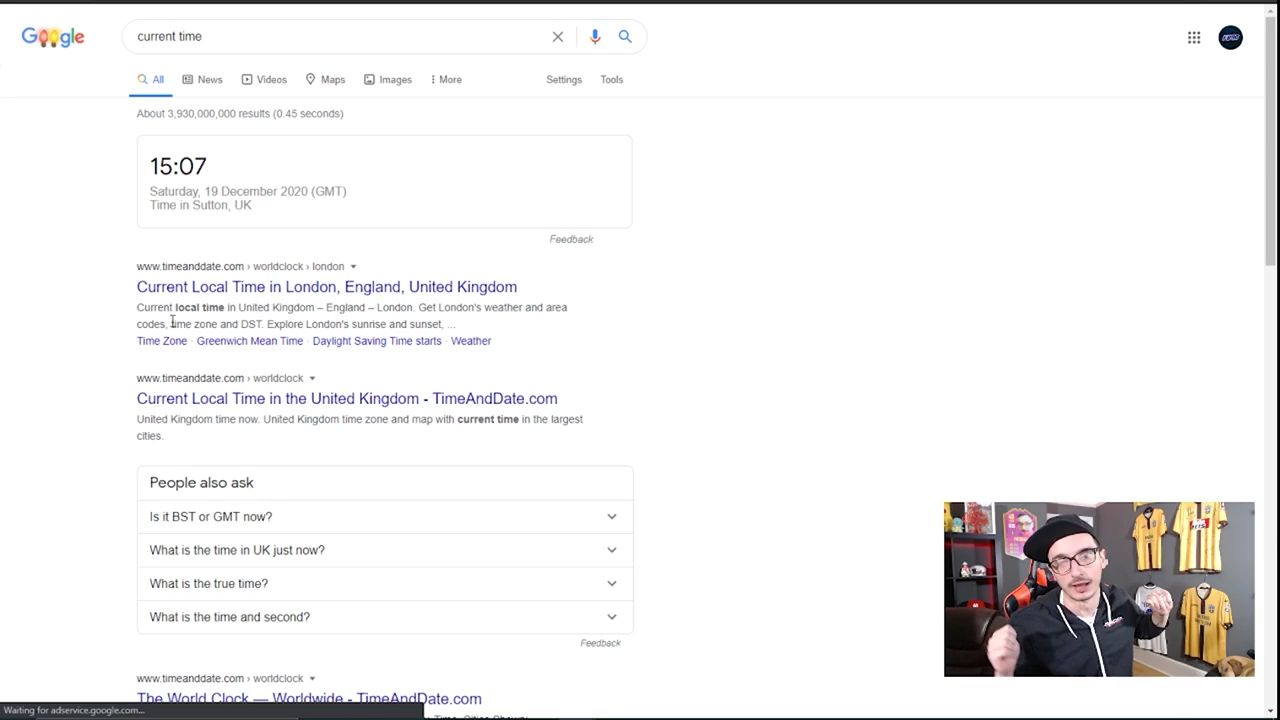 Google
current time
All
News
Videos
Maps
Images
More
Settings
Tools
About 3,930,000,000 results (0.45 seconds)
15:07
Saturday, 19 December 2020 (GMT)
Time in Sutton, UK
Feedback
www.timeanddate.com › worldclock › london
Current Local Time in London, England, United Kingdom
Current local time in United Kingdom – England – London. Get London's weather and area
codes, time zone and DST. Explore London's sunrise and sunset, ...
Time Zone · Greenwich Mean Time · Daylight Saving Time starts · Weather
www.timeanddate.com › worldclock
Current Local Time in the United Kingdom - TimeAndDate.com
United Kingdom time now. United Kingdom time zone and map with current time in the largest
cities.
People also ask
Is it BST or GMT now?
What is the time in UK just now?
What is the true time?
What is the time and second?
Feedback
www.timeanddate.com › worldclock
The World Clock — Worldwide - TimeAndDate.com
Waiting for adservice.google.com...